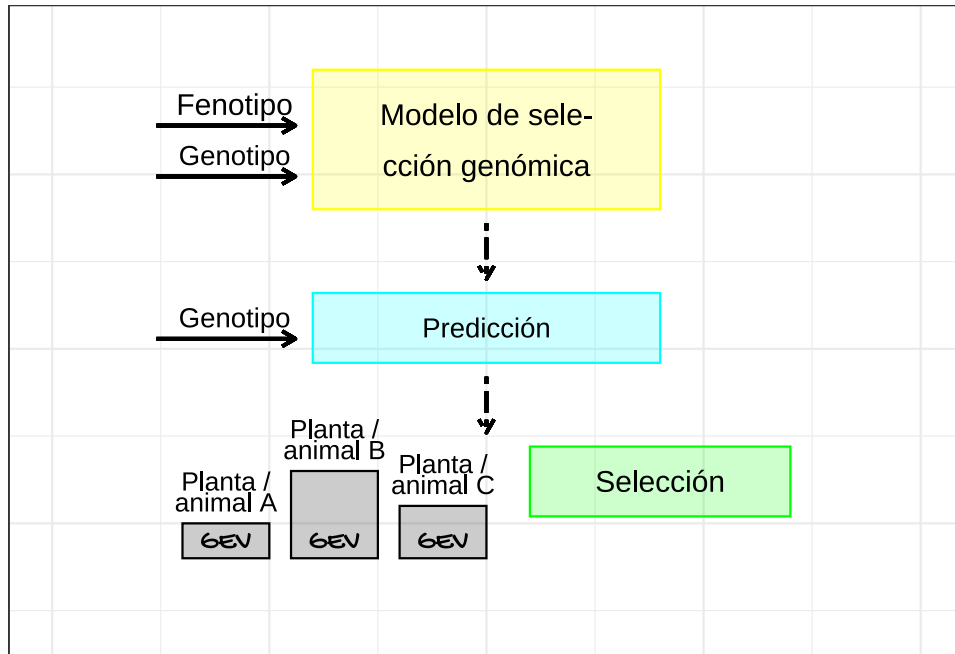 Fenotipo
Modelo de sele-
Genotipo
cción genómica
Genotipo
Predicción
Planta /
animal B
Planta /
animal A
Planta /
animal C
Selección
GEV
GEV
GEV